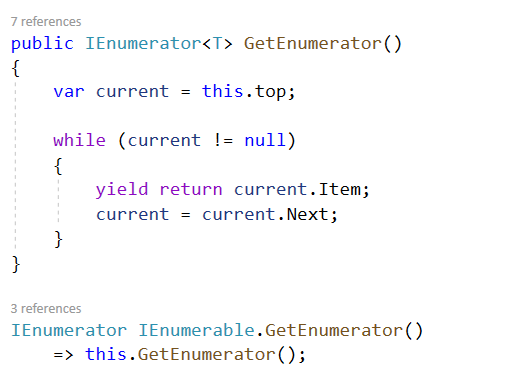 7 references
public IEnumerator<T> GetEnumerator()
{
var current = this.top;
while (current != null)
{
yield return current.Item;
current = current.Next;
}
}
3 references
IEnumerator IEnumerable.GetEnumerator()
=> this.GetEnumerator();